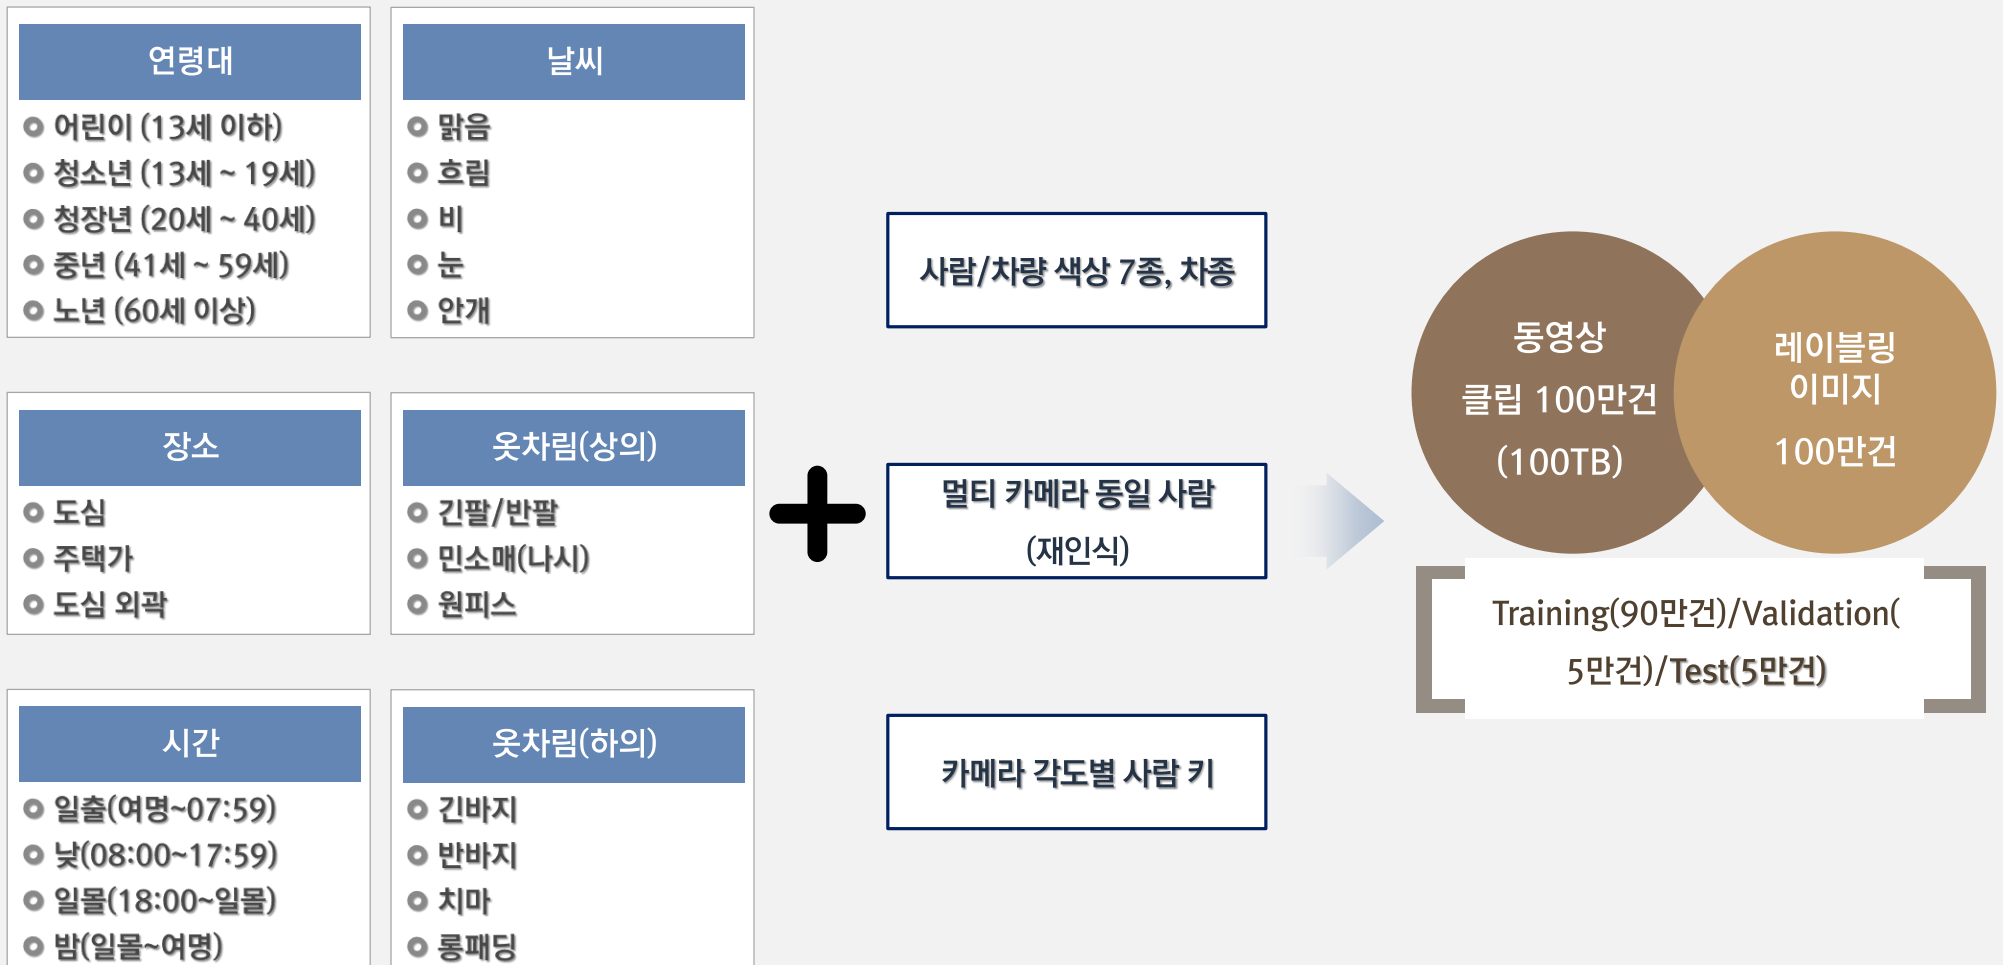 연령대
어린이 (13세 이하)
청소년 (13세 ~ 19세)
청장년 (20세 ~ 40세)
중년 (41세 ~ 59세)
노년 (60세 이상)
날씨
맑음
흐림
비
눈
안개
장소
도심
주택가
도심 외곽
옷차림(상의)
긴팔/반팔
민소매(나시)
원피스
시간
일출(여명~07:59)
낮(08:00~17:59)
일몰(18:00~일몰)
밤(일몰~여명)
옷차림(하의)
긴바지
반바지
치마
롱패딩
사람/차량 색상 7종, 차종
멀티 카메라 동일 사람
(재인식)
카메라 각도별 사람 키
동영상
클립 100만건
(100TB)
레이블링
이미지
100만건
Training(90만건)/Validation(
5만건)/Test(5만건)